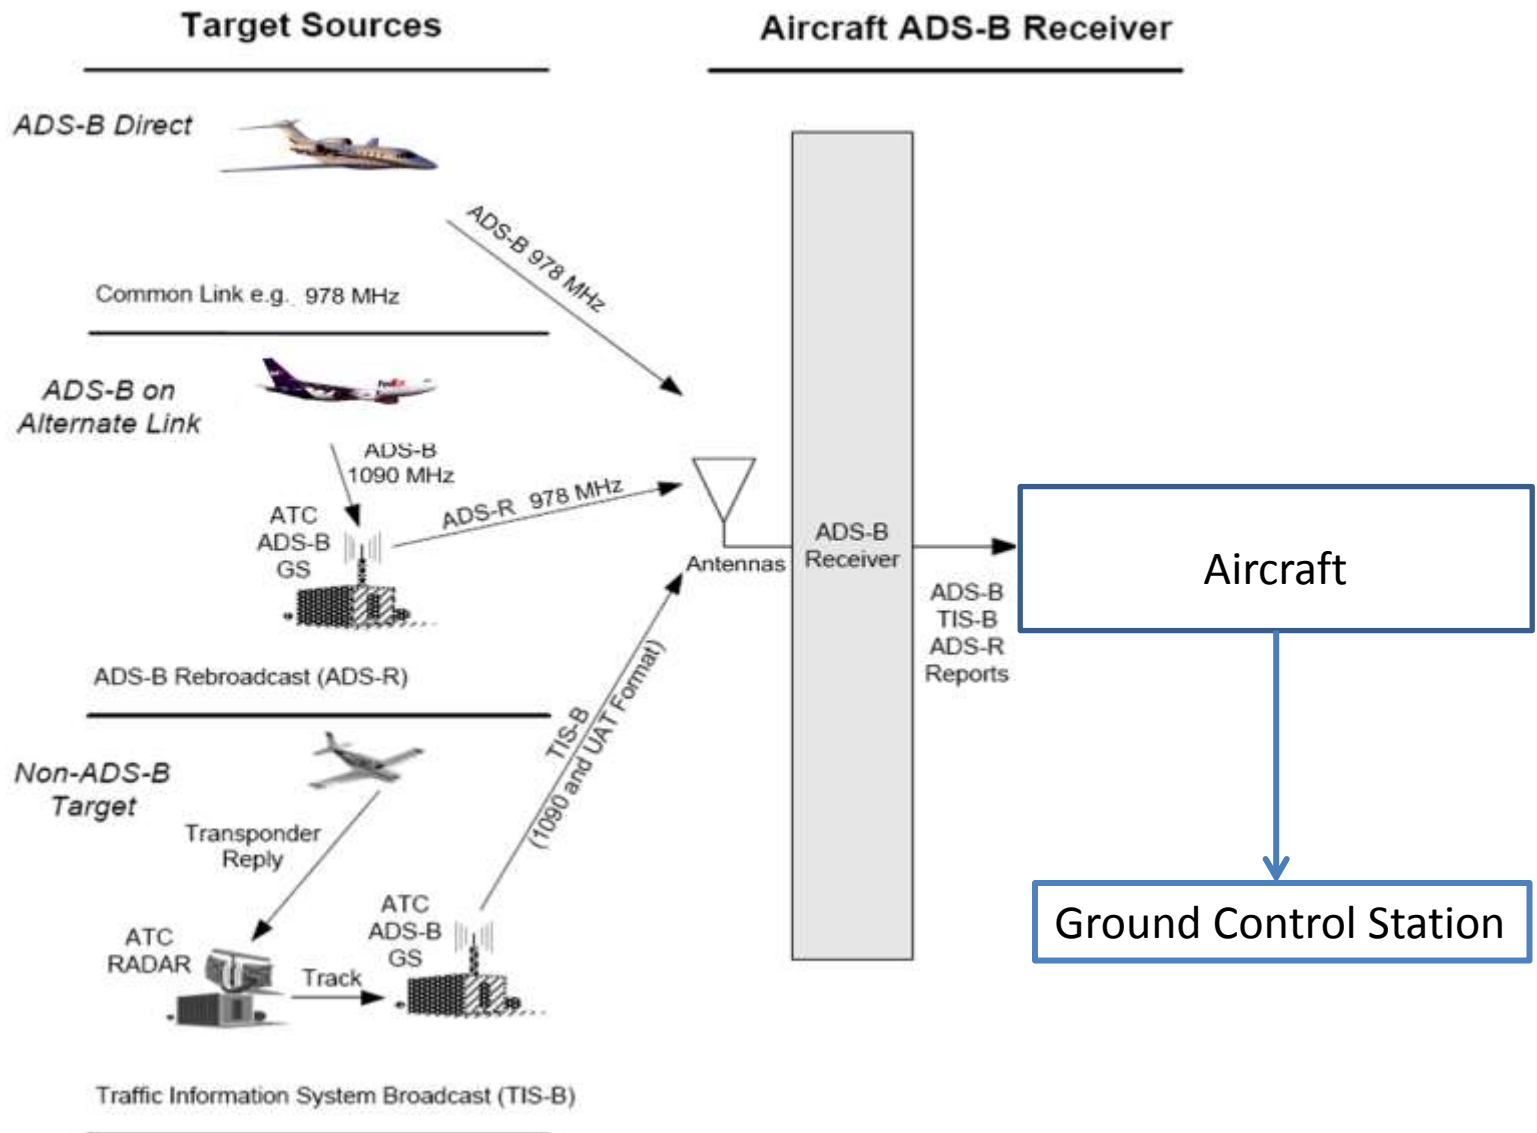 Target Sources
Aircraft ADS-B Receiver
ADS-B Direct
ADS-B 978 MHz
Common Link e.g. 978 MHz
ADS-B on
Alternate Link
FedEx
ADS-B
1090 MHz
ATC
ADS-B
GS
ADS-R 978 MHz
Antennas
ADS-B
Receiver
ADS-B
TIS-B
ADS-R
Reports
Aircraft
ADS-B Rebroadcast (ADS-R)
Non-ADS-B
Target
Transponder
Reply
TIS-B
(1090 and UAT Format)
ATC
RADAR
Track
ATC
ADS-B
GS
Ground Control Station
Traffic Information System Broadcast (TIS-B)